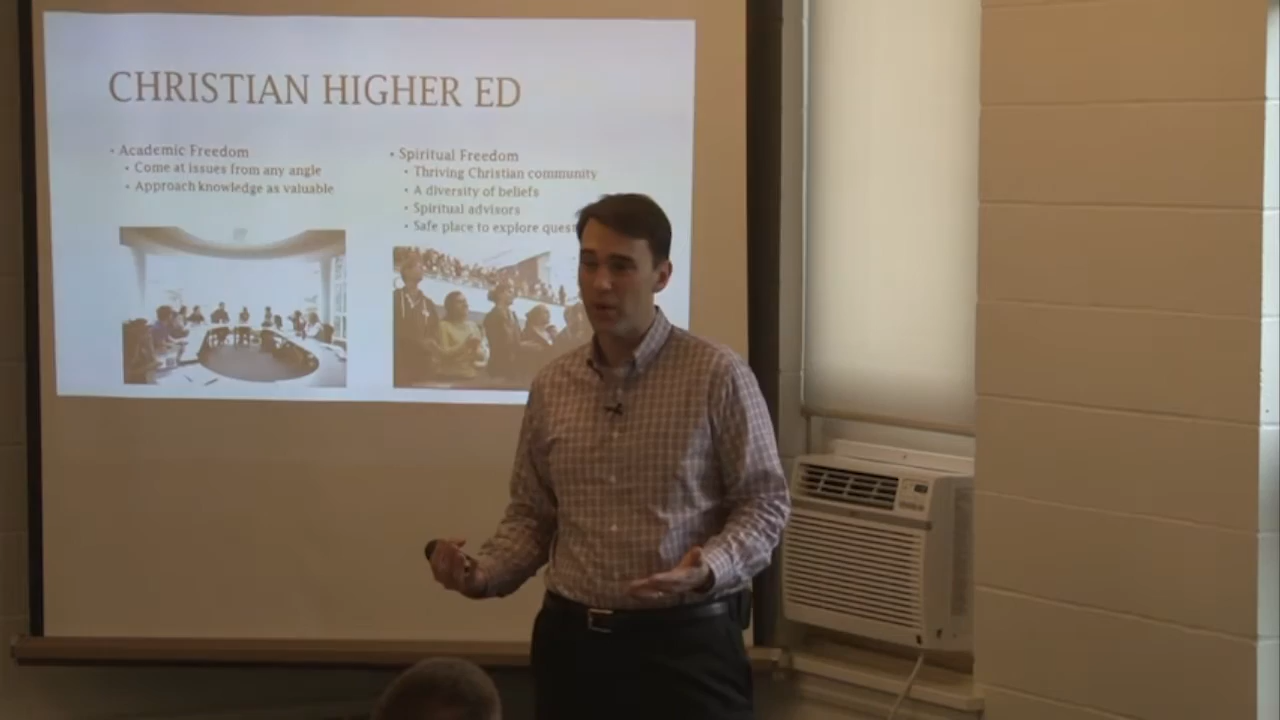 CHRISTIAN HIGHER ED
• Academic Freedom
• Come at issues from any angle
• Approach knowledge as valuable
• Spiritual Freedom
• Thriving Christian community
• A diversity of beliefs
• Spiritual advisors
• Safe place to explore